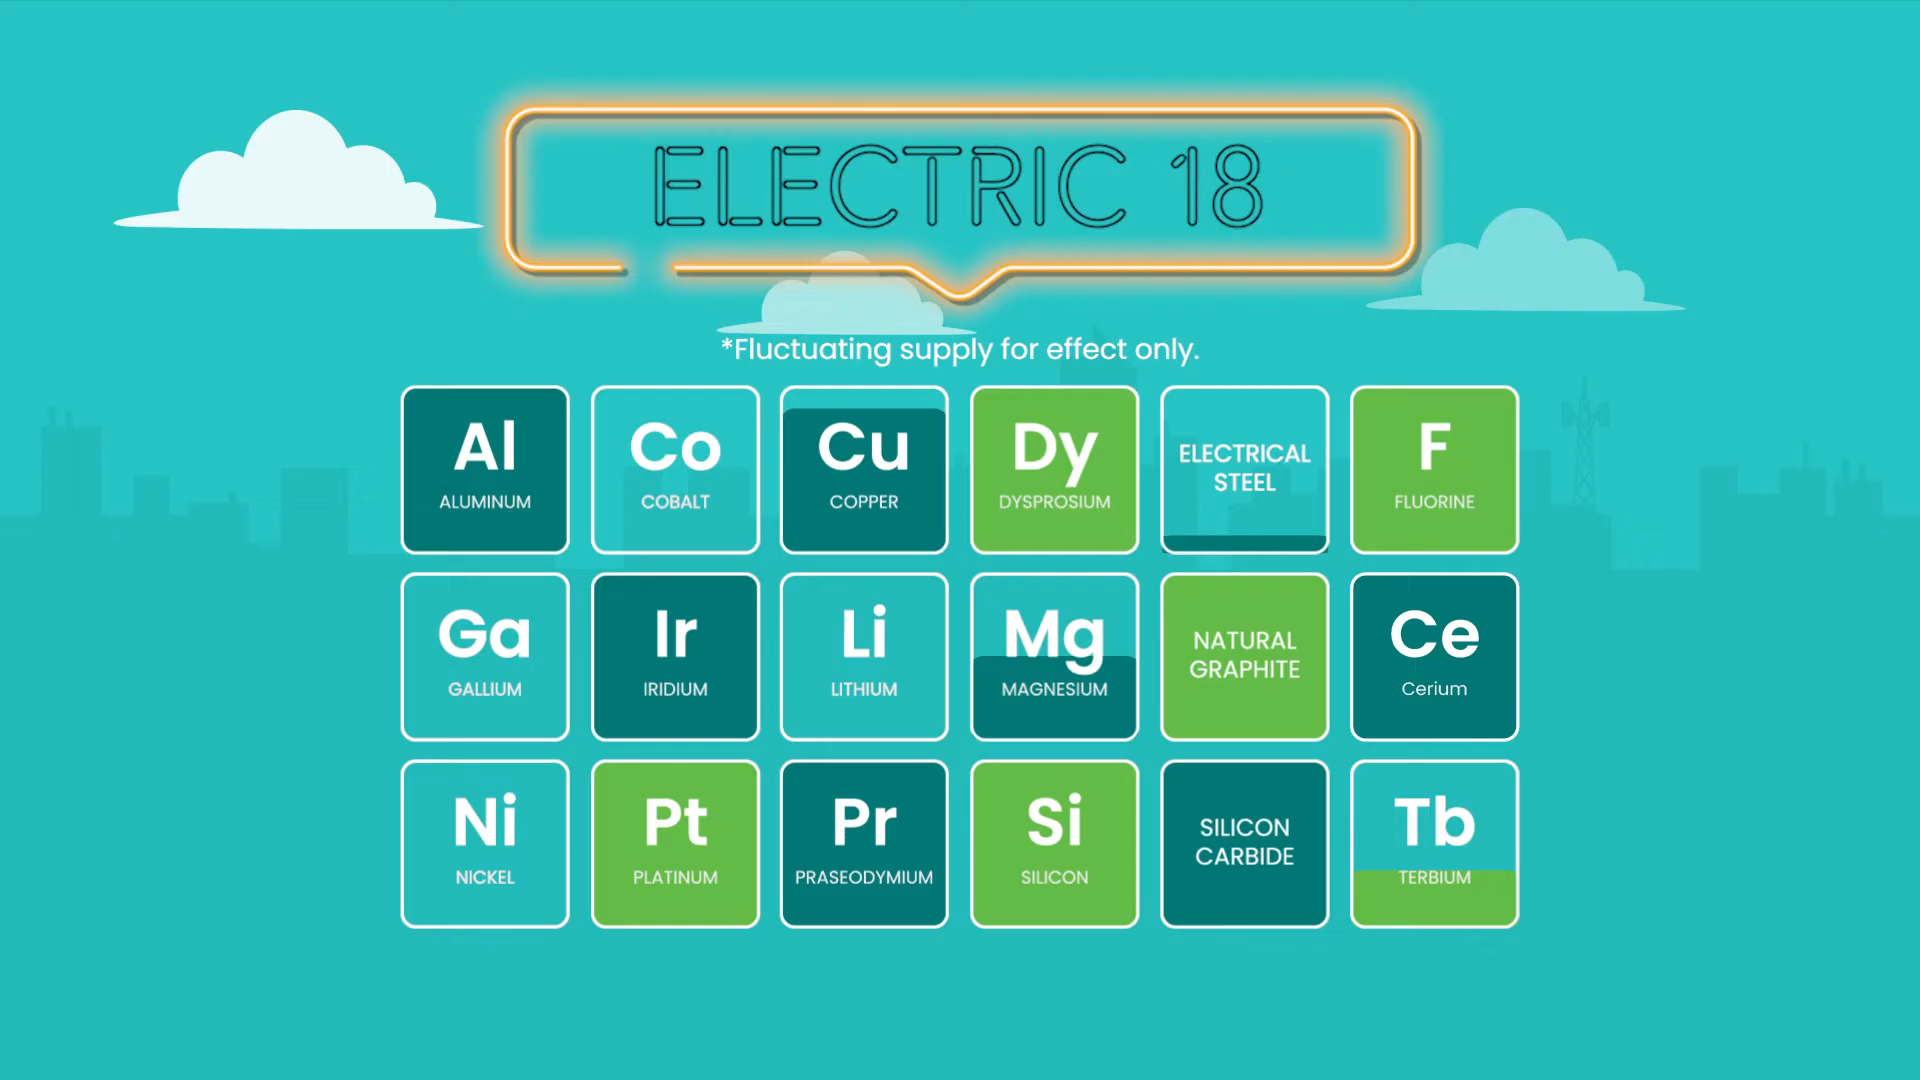 ELECTRIC 18
*Fluctuating supply for effect only.
Al Co Cu Dy ELECTRICAL STEEL F
ALUMINUM COBALT COPPER DYSPROSIUM FLUORINE
Ga Ir Li Mg NATURAL GRAPHITE Ce
GALLIUM IRIDIUM LITHIUM MAGNESIUM Cerium
Ni Pt Pr Si SILICON CARBIDE Tb
NICKEL PLATINUM PRASEODYMIUM SILICON TERBIUM